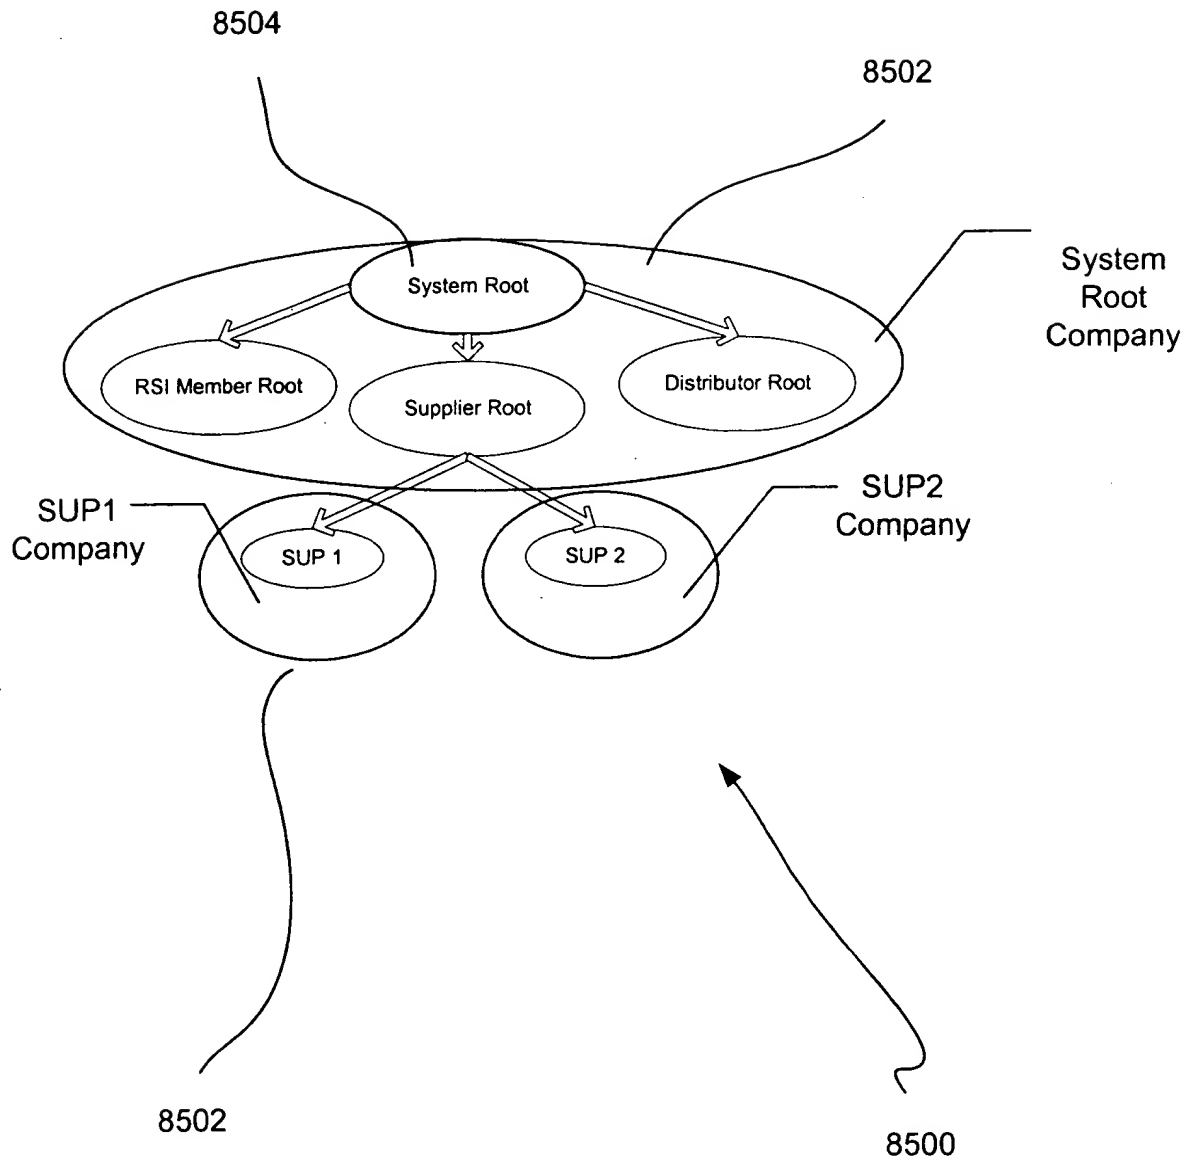 8504
8502
System Root
System
Root
Company
RSI Member Root
Supplier Root
Distributor Root
SUP1
Company
SUP2
Company
SUP 1
SUP 2
8502
8500